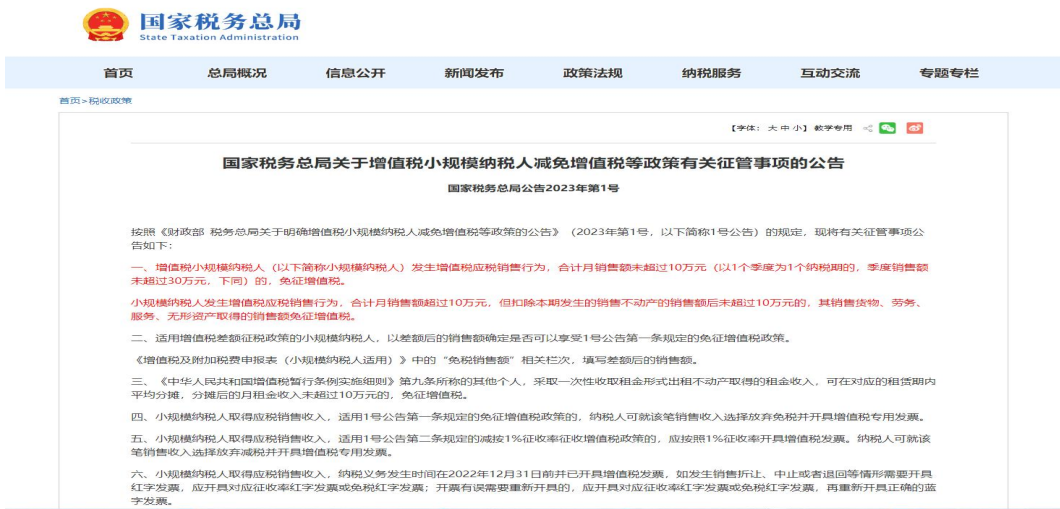 国家税务总局
State Taxation Administration
首页 总局概况 信息公开 新闻发布 政策法规 纳税服务 互动交流 专题专栏
首页>税收政策
【字体：大 中 小】 教学专用
国家税务总局关于增值税小规模纳税人减免增值税等政策有关征管事项的公告
国家税务总局公告2023年第1号
按照《财政部 税务总局关于明确增值税小规模纳税人减免增值税等政策的公告》（2023年第1号，以下简称1号公告）的规定，现将有关征管事项公
告如下：
一、增值税小规模纳税人（以下简称小规模纳税人）发生增值税应税销售行为，合计月销售额未超过10万元（以1个季度为1个纳税期的，季度销售额
未超过30万元，下同）的，免征增值税。
小规模纳税人发生增值税应税销售行为，合计月销售额超过10万元，但扣除本期发生的销售不动产的销售额后未超过10万元的，其销售货物、劳务、
服务、无形资产取得的销售额免征增值税。
二、适用增值税差额征税政策的小规模纳税人，以差额后的销售额确定是否可以享受1号公告第一条规定的免征增值税政策。
《增值税及附加税费申报表（小规模纳税人适用）》中的“免税销售额”相关栏次，填写差额后的销售额。
三、《中华人民共和国增值税暂行条例实施细则》第九条所称的其他个人，采取一次性收取租金形式出租不动产取得的租金收入，可在对应的租赁期内
平均分摊，分摊后的月租金收入未超过10万元的，免征增值税。
四、小规模纳税人取得应税销售收入，适用1号公告第一条规定的免征增值税政策的，纳税人可就该笔销售收入选择放弃免税并开具增值税专用发票。
五、小规模纳税人取得应税销售收入，适用1号公告第二条规定的减按1%征收率征收增值税政策的，应按照1%征收率开具增值税发票。纳税人可就该
笔销售收入选择放弃减税并开具增值税专用发票。
六、小规模纳税人取得应税销售收入，纳税义务发生时间在2022年12月31日前并已开具增值税发票，如发生销售折让、中止或者退回等情形需要开具
红字发票，应开具对应征收率红字发票或免税红字发票；开票有误需要重新开具的，应开具对应征收率红字发票或免税红字发票，再重新开具正确的蓝
字发票。